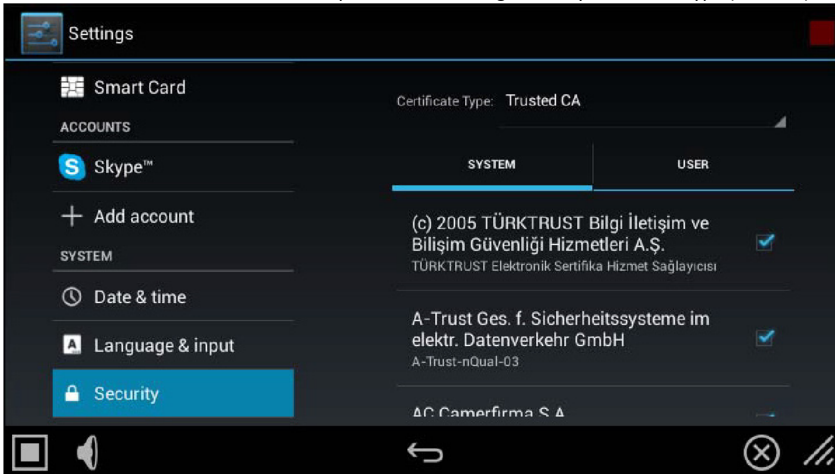 Settings
Smart Card
ACCOUNTS
Skype™
Add account
SYSTEM
Date & time
A
Language & input
Security
Certificate Type: Trusted CA
SYSTEM USER
(c) 2005 TÜRKTRUST Bilgi İletişim ve
Bilişim Güvenliği Hizmetleri A.Ş.
TÜRKTRUST Elektronik Sertifika Hizmet Sağlayıcısı
A-Trust Ges. f. Sicherheitssysteme im
elektr. Datenverkehr GmbH
A-Trust-nQual-03
AC Camerfirma S.A.